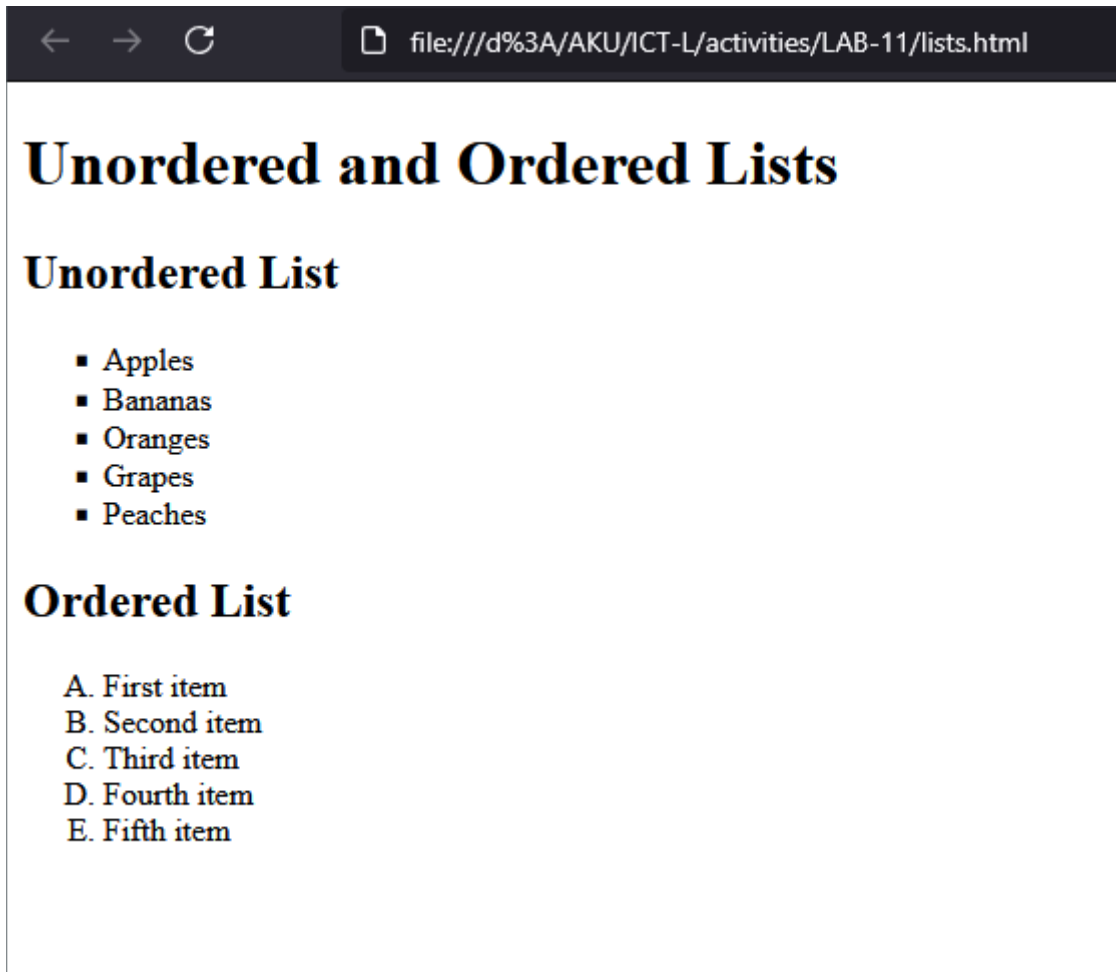 file:///d%3A/AKU/ICT-L/activities/LAB-11/lists.html
Unordered and Ordered Lists
Unordered List
▪ Apples
▪ Bananas
▪ Oranges
▪ Grapes
▪ Peaches
Ordered List
A. First item
B. Second item
C. Third item
D. Fourth item
E. Fifth item